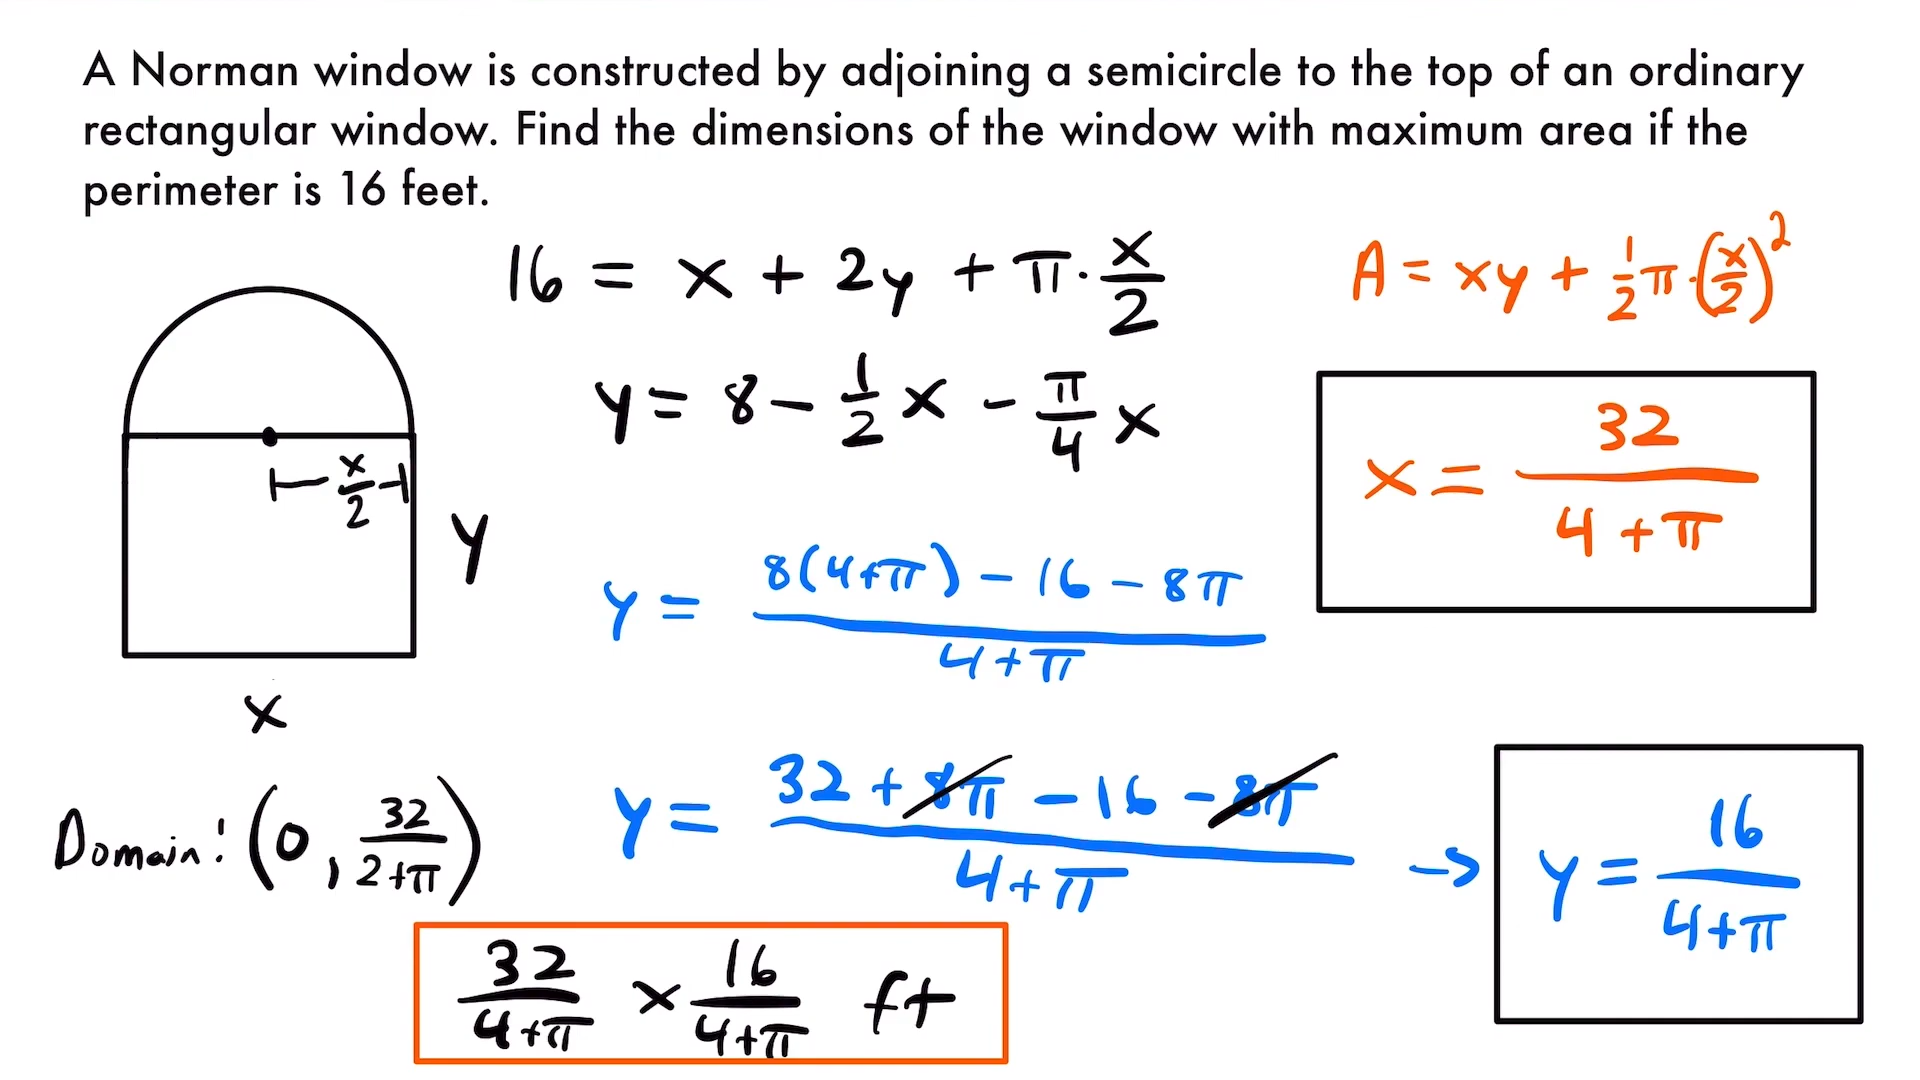 A Norman window is constructed by adjoining a semicircle to the top of an ordinary
rectangular window. Find the dimensions of the window with maximum area if the
perimeter is 16 feet.
16 = x + 2y + π · x/2
A = xy + 1/2 π · (x/2)²
y = 8 − 1/2 x − π/4 x
x = 32/(4+π)
x/2
y
x
y = (8(4+π) − 16 − 8π)/(4+π)
y = (32 + 8π − 16 − 8π)/(4+π)
→ y = 16/(4+π)
Domain: (0, 32/(2+π))
32/(4+π) × 16/(4+π) ft